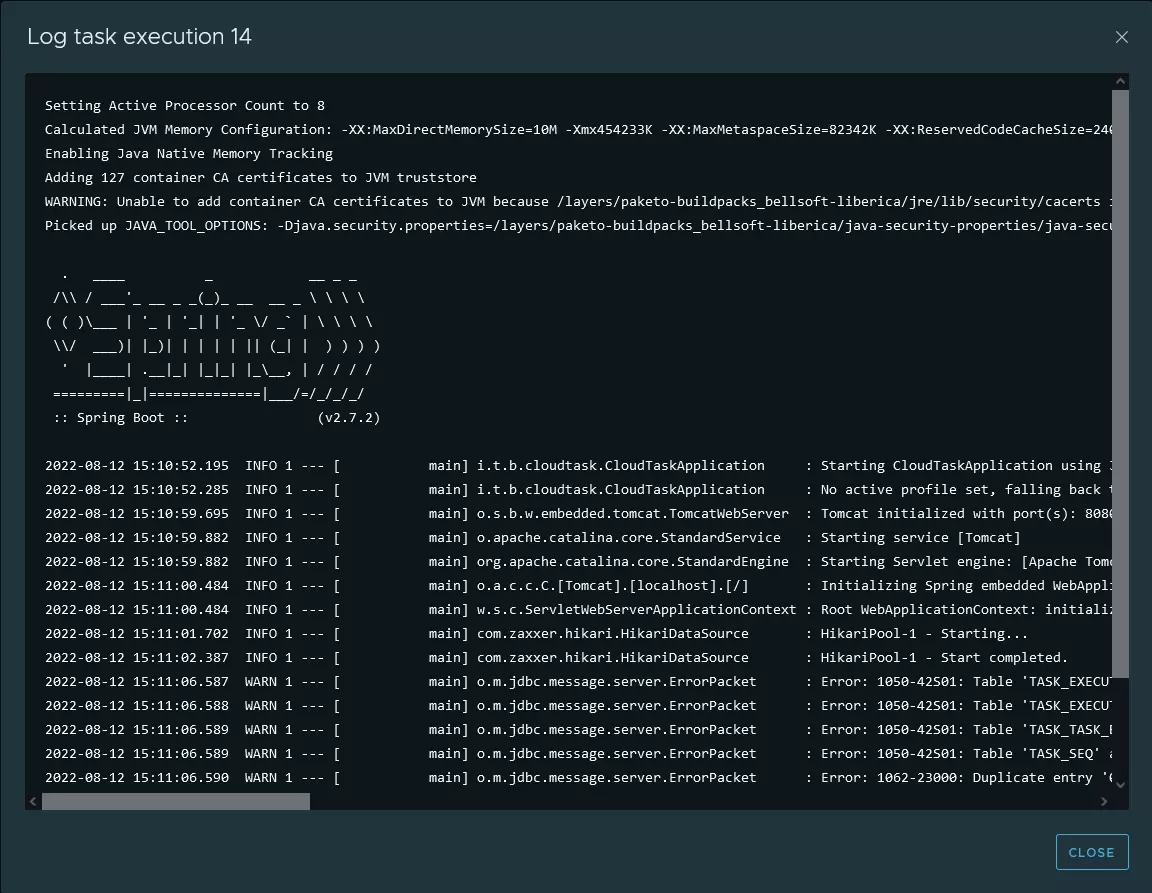 Log task execution 14
Setting Active Processor Count to 8
Calculated JVM Memory Configuration: -XX:MaxDirectMemorySize=10M -Xmx454233K -XX:MaxMetaspaceSize=82342K -XX:ReservedCodeCacheSize=240
Enabling Java Native Memory Tracking
Adding 127 container CA certificates to JVM truststore
WARNING: Unable to add container CA certificates to JVM because /layers/paketo-buildpacks_bellsoft-liberica/jre/lib/security/cacerts i
Picked up JAVA_TOOL_OPTIONS: -Djava.security.properties=/layers/paketo-buildpacks_bellsoft-liberica/java-security-properties/java-secu
  .   ____          _            __ _ _
 /\\ / ___'_ __ _ _(_)_ __  __ _ \ \ \ \
( ( )\___ | '_ | '_| | '_ \/ _` | \ \ \ \
 \\/  ___)| |_)| | | | | || (_| |  ) ) ) )
  '  |____| .__|_| |_|_| |_\__, | / / / /
 =========|_|==============|___/=/_/_/_/
 :: Spring Boot ::                (v2.7.2)
2022-08-12 15:10:52.195  INFO 1 --- [           main] i.t.b.cloudtask.CloudTaskApplication     : Starting CloudTaskApplication using J
2022-08-12 15:10:52.285  INFO 1 --- [           main] i.t.b.cloudtask.CloudTaskApplication     : No active profile set, falling back t
2022-08-12 15:10:59.695  INFO 1 --- [           main] o.s.b.w.embedded.tomcat.TomcatWebServer  : Tomcat initialized with port(s): 8080
2022-08-12 15:10:59.882  INFO 1 --- [           main] o.apache.catalina.core.StandardService   : Starting service [Tomcat]
2022-08-12 15:10:59.882  INFO 1 --- [           main] org.apache.catalina.core.StandardEngine  : Starting Servlet engine: [Apache Tomc
2022-08-12 15:11:00.484  INFO 1 --- [           main] o.a.c.c.C.[Tomcat].[localhost].[/]       : Initializing Spring embedded WebAppli
2022-08-12 15:11:00.484  INFO 1 --- [           main] w.s.c.ServletWebServerApplicationContext : Root WebApplicationContext: initializ
2022-08-12 15:11:01.702  INFO 1 --- [           main] com.zaxxer.hikari.HikariDataSource       : HikariPool-1 - Starting...
2022-08-12 15:11:02.387  INFO 1 --- [           main] com.zaxxer.hikari.HikariDataSource       : HikariPool-1 - Start completed.
2022-08-12 15:11:06.587  WARN 1 --- [           main] o.m.jdbc.message.server.ErrorPacket      : Error: 1050-42S01: Table 'TASK_EXECUT
2022-08-12 15:11:06.588  WARN 1 --- [           main] o.m.jdbc.message.server.ErrorPacket      : Error: 1050-42S01: Table 'TASK_EXECUT
2022-08-12 15:11:06.589  WARN 1 --- [           main] o.m.jdbc.message.server.ErrorPacket      : Error: 1050-42S01: Table 'TASK_TASK_B
2022-08-12 15:11:06.589  WARN 1 --- [           main] o.m.jdbc.message.server.ErrorPacket      : Error: 1050-42S01: Table 'TASK_SEQ' a
2022-08-12 15:11:06.590  WARN 1 --- [           main] o.m.jdbc.message.server.ErrorPacket      : Error: 1062-23000: Duplicate entry '0
CLOSE